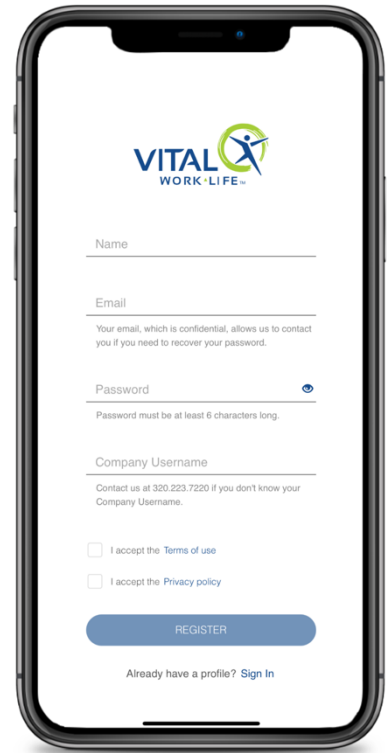 VITAL
WORK·LIFE™
Name
Email
Your email, which is confidential, allows us to contact
you if you need to recover your password.
Password
Password must be at least 6 characters long.
Company Username
Contact us at 320.223.7220 if you don't know your
Company Username.
I accept the Terms of use
I accept the Privacy policy
REGISTER
Already have a profile? Sign In